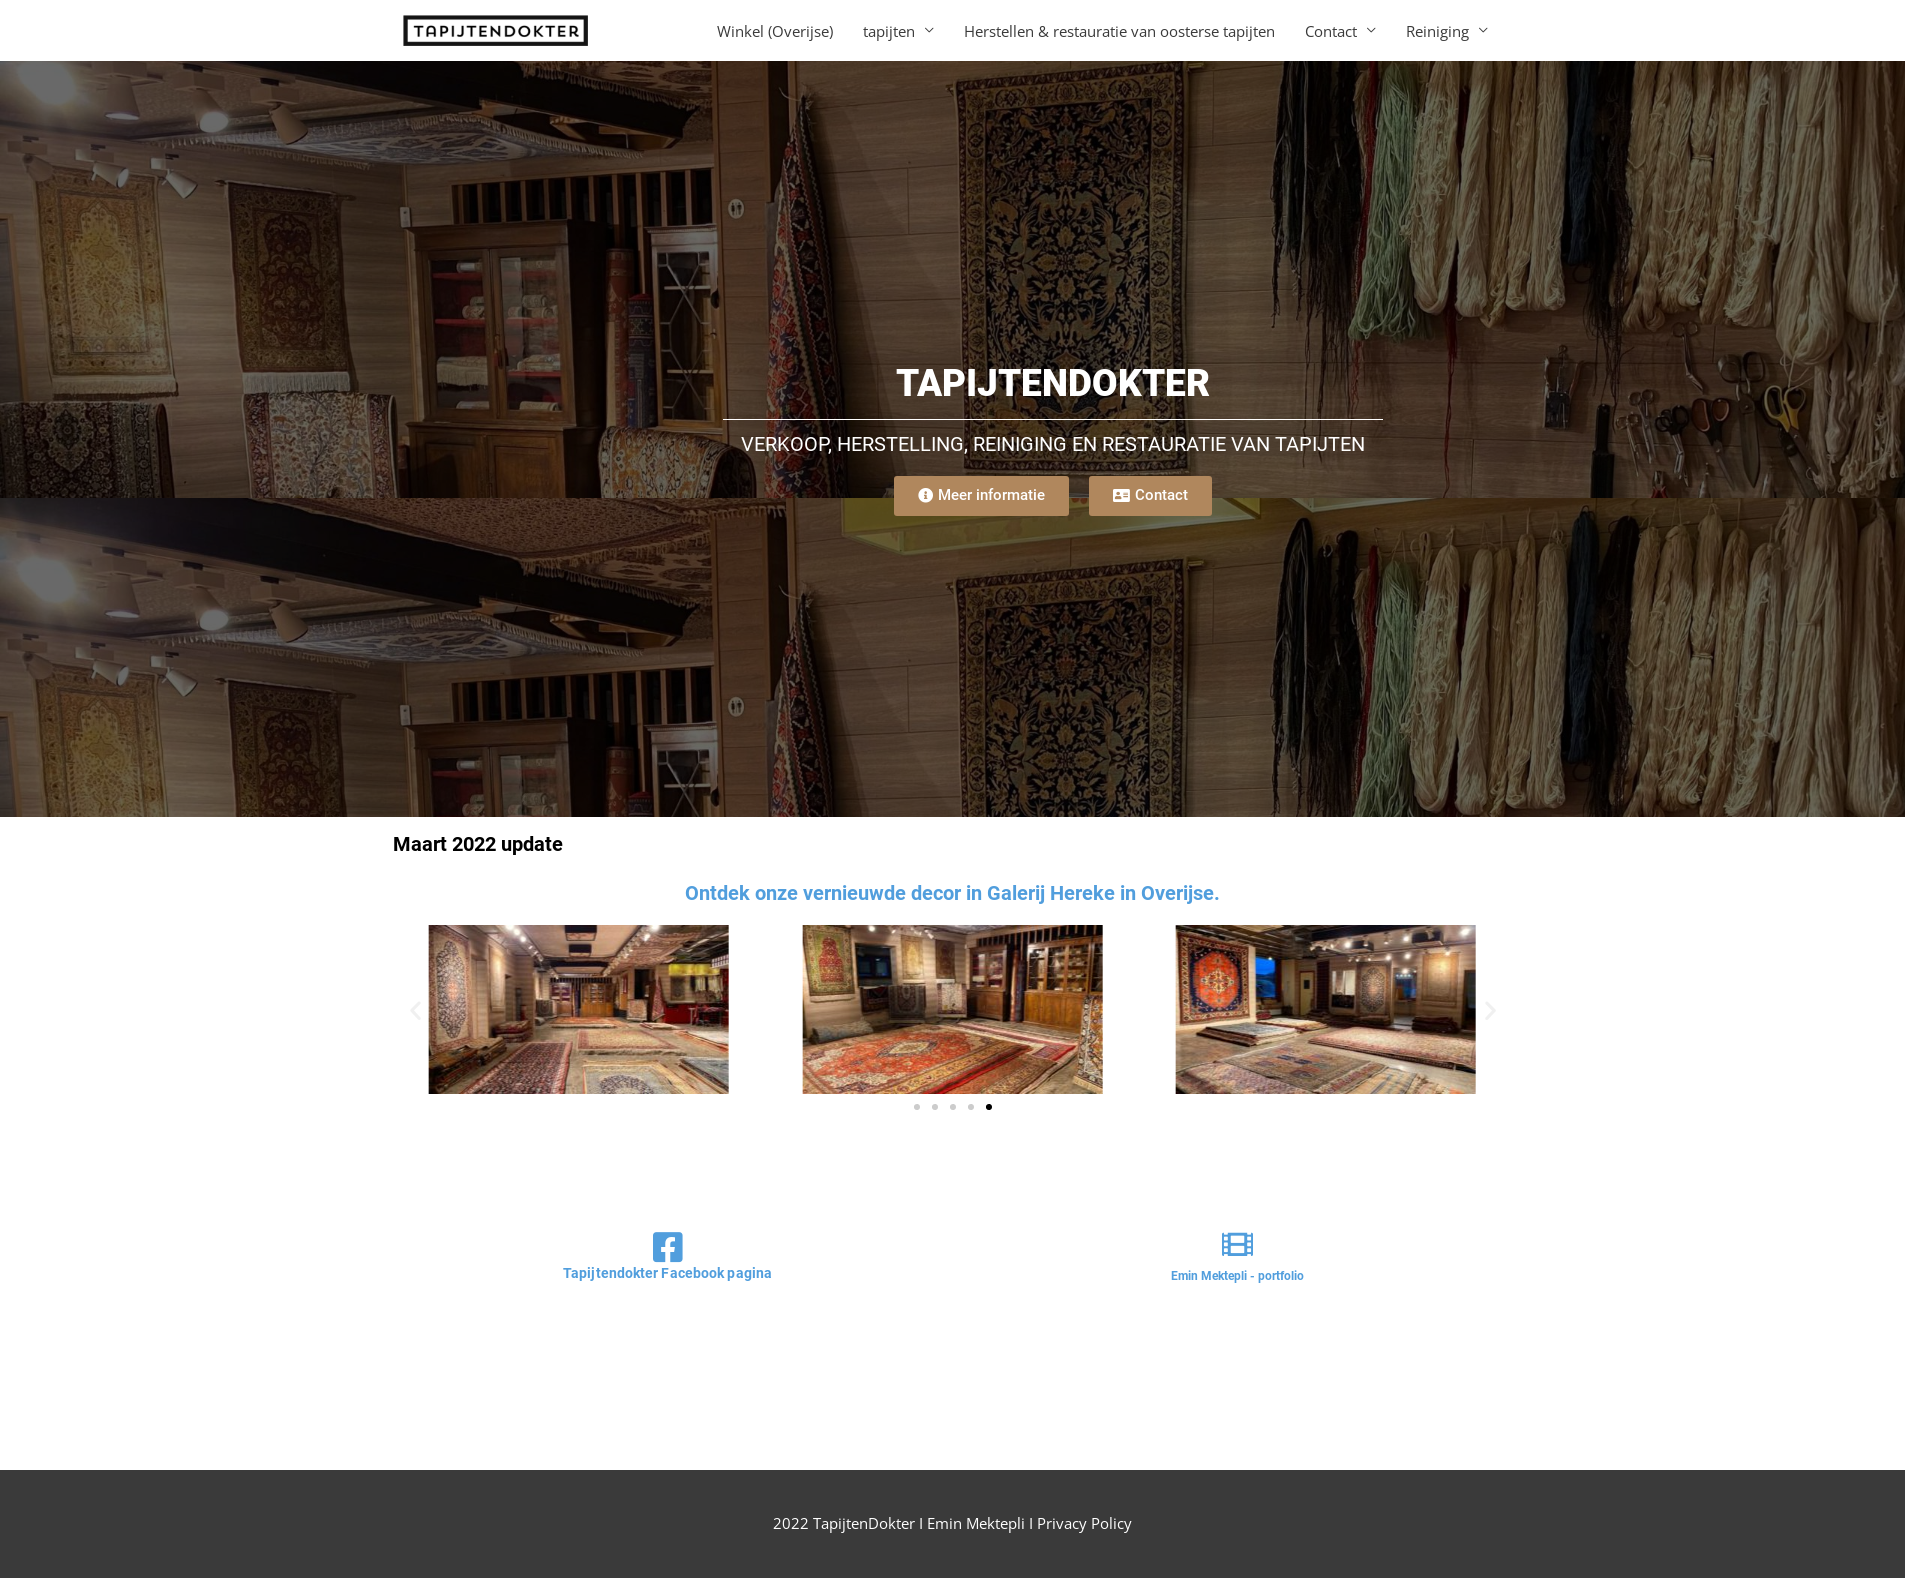 TAPIJTENDOKTER
Winkel (Overijse)
tapijten
Herstellen & restauratie van oosterse tapijten
Contact
Reiniging
TAPIJTENDOKTER
VERKOOP, HERSTELLING, REINIGING EN RESTAURATIE VAN TAPIJTEN
Meer informatie
Contact
Maart 2022 update
Ontdek onze vernieuwde decor in Galerij Hereke in Overijse.
Tapijtendokter Facebook pagina
Emin Mektepli - portfolio
2022 TapijtenDokter I Emin Mektepli I Privacy Policy